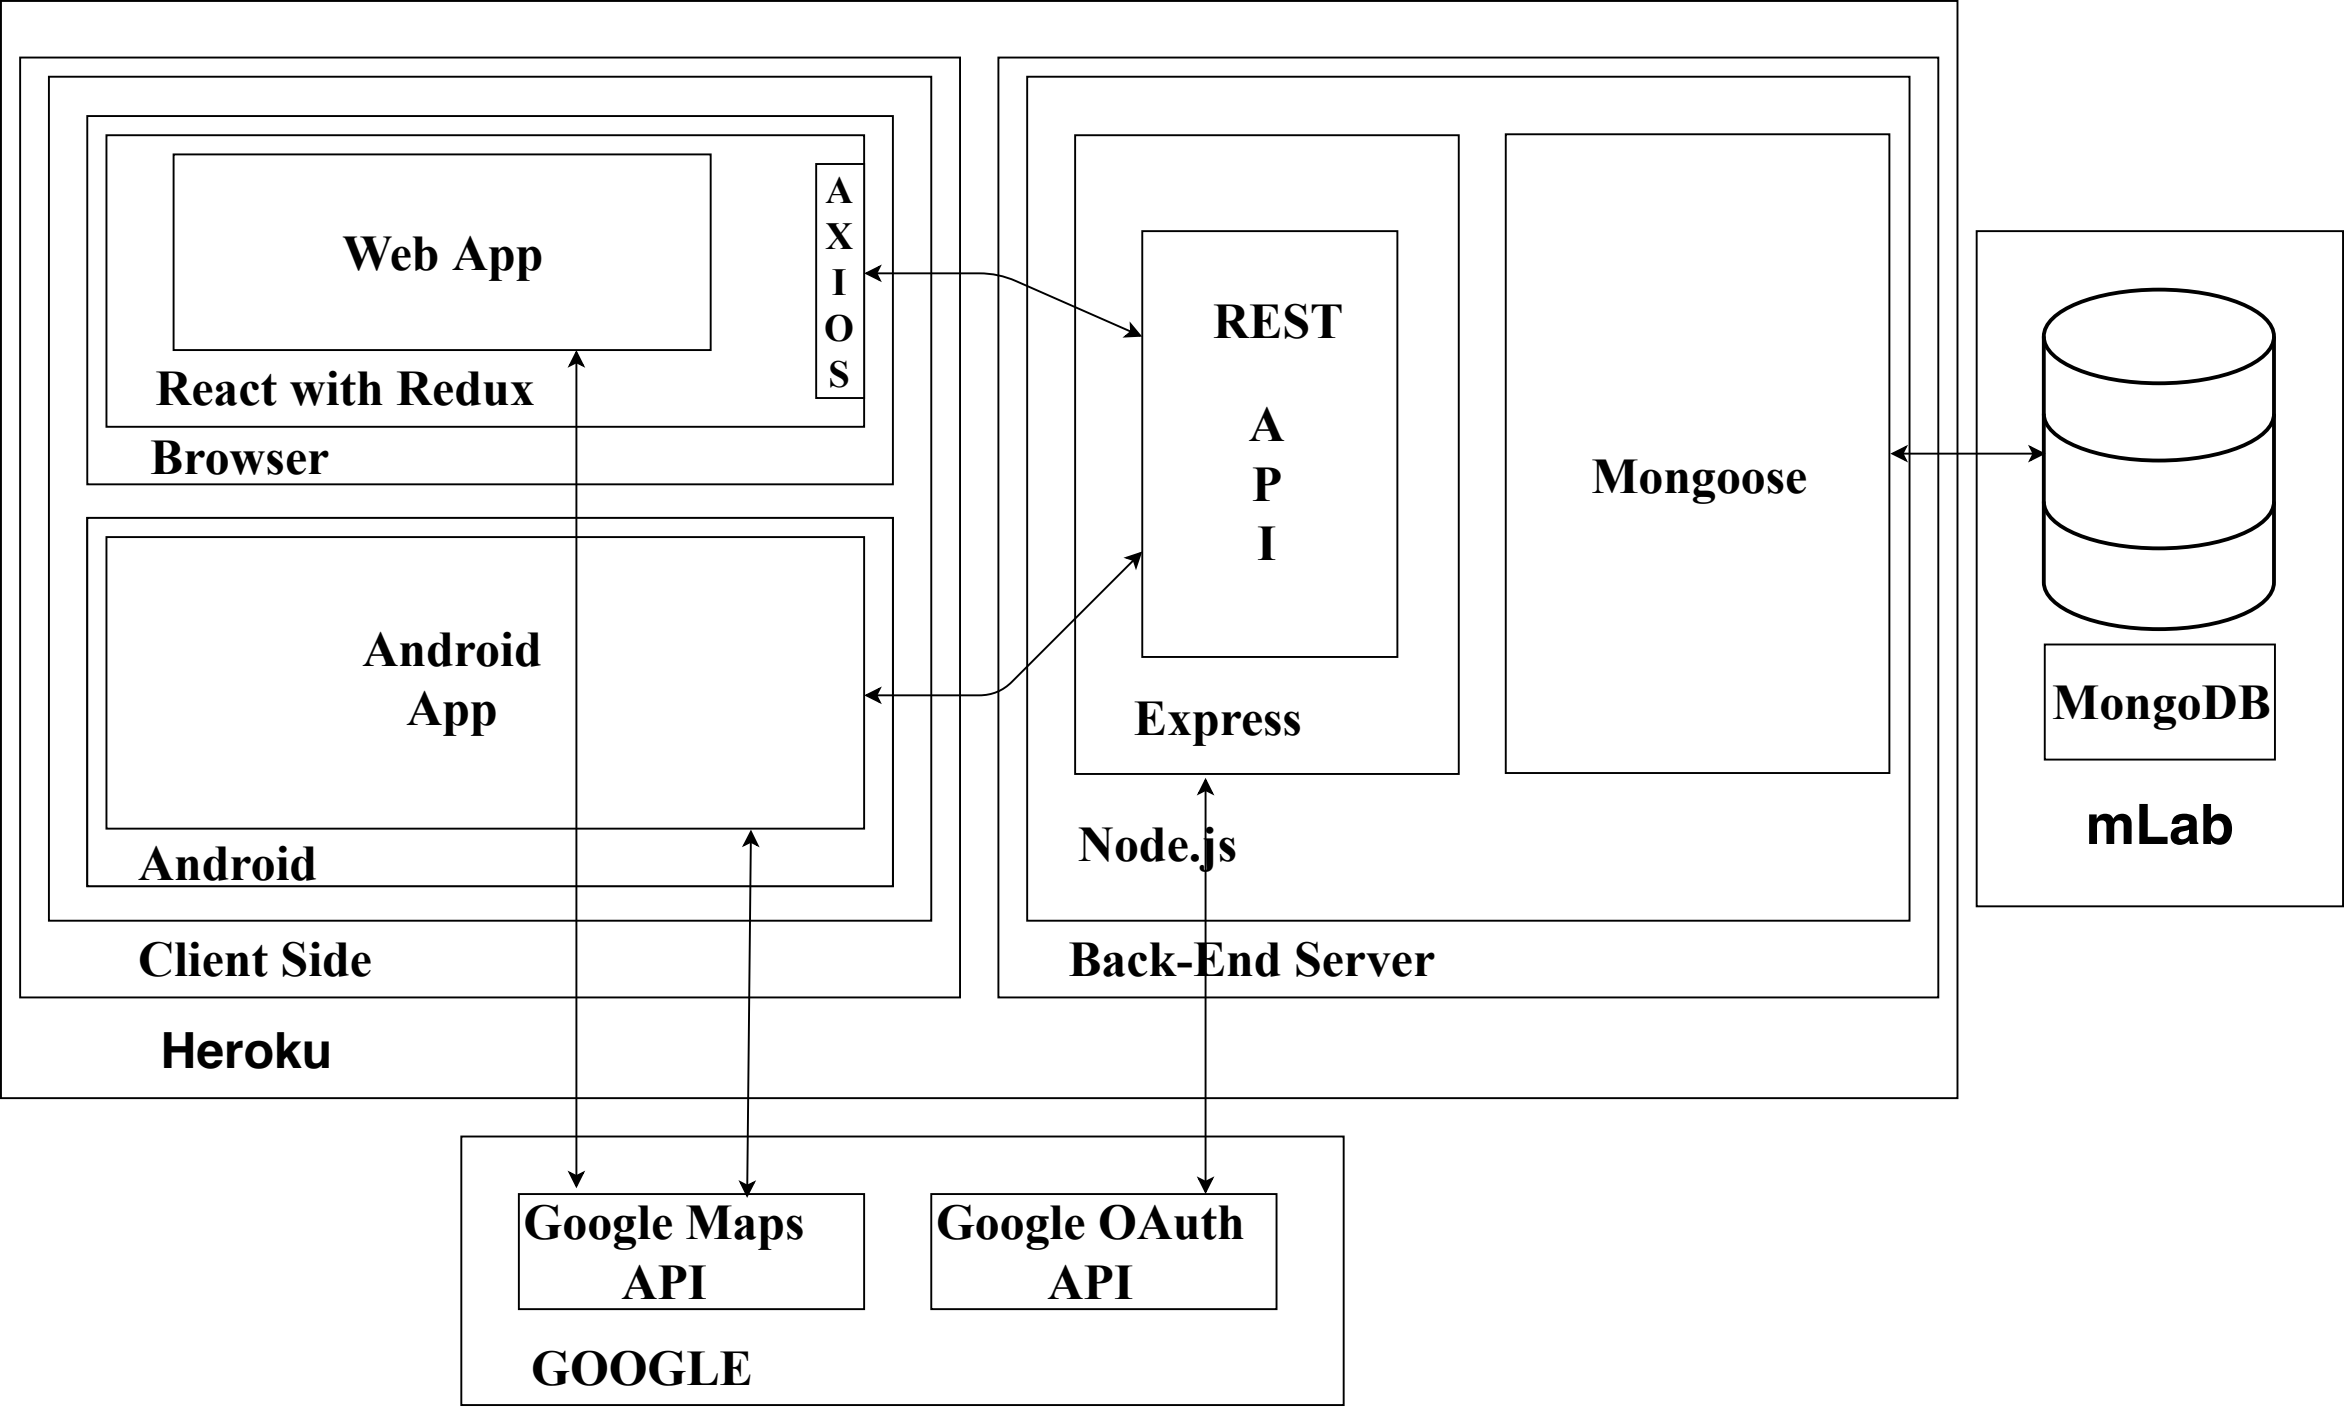 Web App
A
X
I
O
S
React with Redux
Browser
Android
App
Android
Client Side
Heroku
REST
A
P
I
Express
Node.js
Back-End Server
Mongoose
MongoDB
mLab
Google Maps
API
Google OAuth
API
GOOGLE